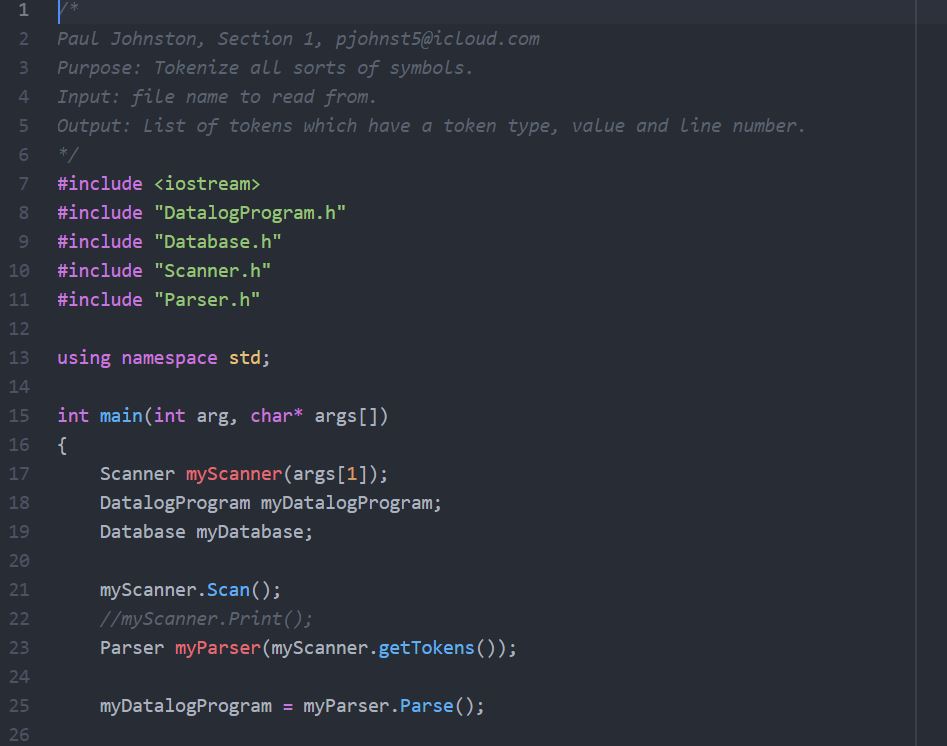 1 /*
2 Paul Johnston, Section 1, pjohnst5@icloud.com
3 Purpose: Tokenize all sorts of symbols.
4 Input: file name to read from.
5 Output: List of tokens which have a token type, value and line number.
6 */
7 #include <iostream>
8 #include "DatalogProgram.h"
9 #include "Database.h"
10 #include "Scanner.h"
11 #include "Parser.h"
12
13 using namespace std;
14
15 int main(int arg, char* args[])
16 {
17     Scanner myScanner(args[1]);
18     DatalogProgram myDatalogProgram;
19     Database myDatabase;
20
21     myScanner.Scan();
22     //myScanner.Print();
23     Parser myParser(myScanner.getTokens());
24
25     myDatalogProgram = myParser.Parse();
26